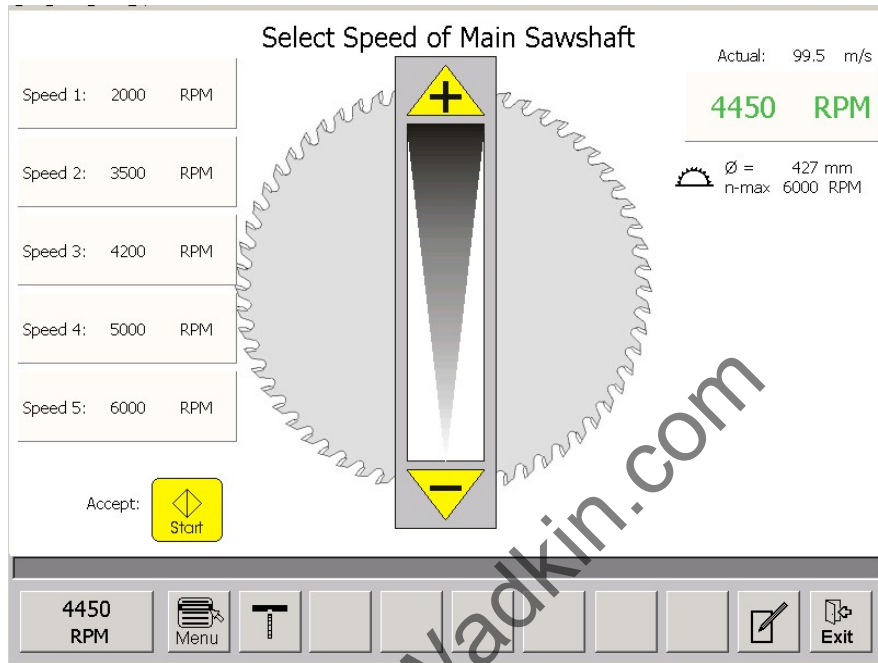 Select Speed of Main Sawshaft
Actual: 99.5 m/s
4450 RPM
Ø = 427 mm
n-max 6000 RPM
Speed 1: 2000 RPM
Speed 2: 3500 RPM
Speed 3: 4200 RPM
Speed 4: 5000 RPM
Speed 5: 6000 RPM
+
−
Accept:
Start
4450
RPM
Menu
Exit
Wadkin.com